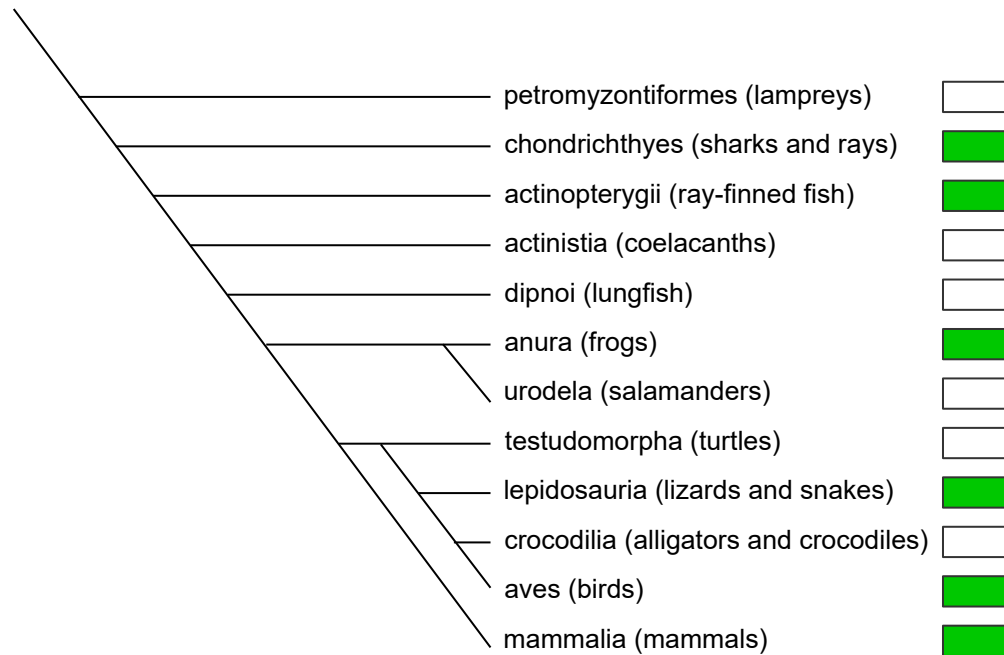 petromyzontiformes (lampreys)
chondrichthyes (sharks and rays)
actinopterygii (ray-finned fish)
actinistia (coelacanths)
dipnoi (lungfish)
anura (frogs)
urodela (salamanders)
testudomorpha (turtles)
lepidosauria (lizards and snakes)
crocodilia (alligators and crocodiles)
aves (birds)
mammalia (mammals)